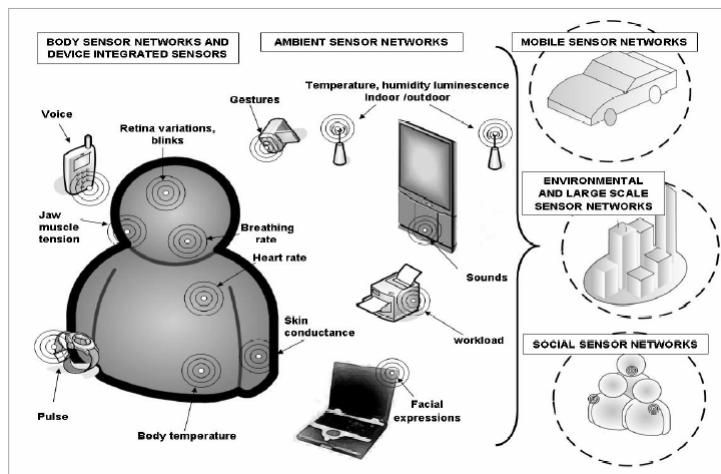 BODY SENSOR NETWORKS AND
DEVICE INTEGRATED SENSORS
AMBIENT SENSOR NETWORKS
MOBILE SENSOR NETWORKS
Voice
Retina variations,
blinks
Gestures
Temperature, humidity luminescence
indoor /outdoor
Jaw
muscle
tension
Breathing
rate
Heart rate
Sounds
ENVIRONMENTAL
AND LARGE SCALE
SENSOR NETWORKS
Skin
conductance
workload
SOCIAL SENSOR NETWORKS
Pulse
Body temperature
Facial
expressions